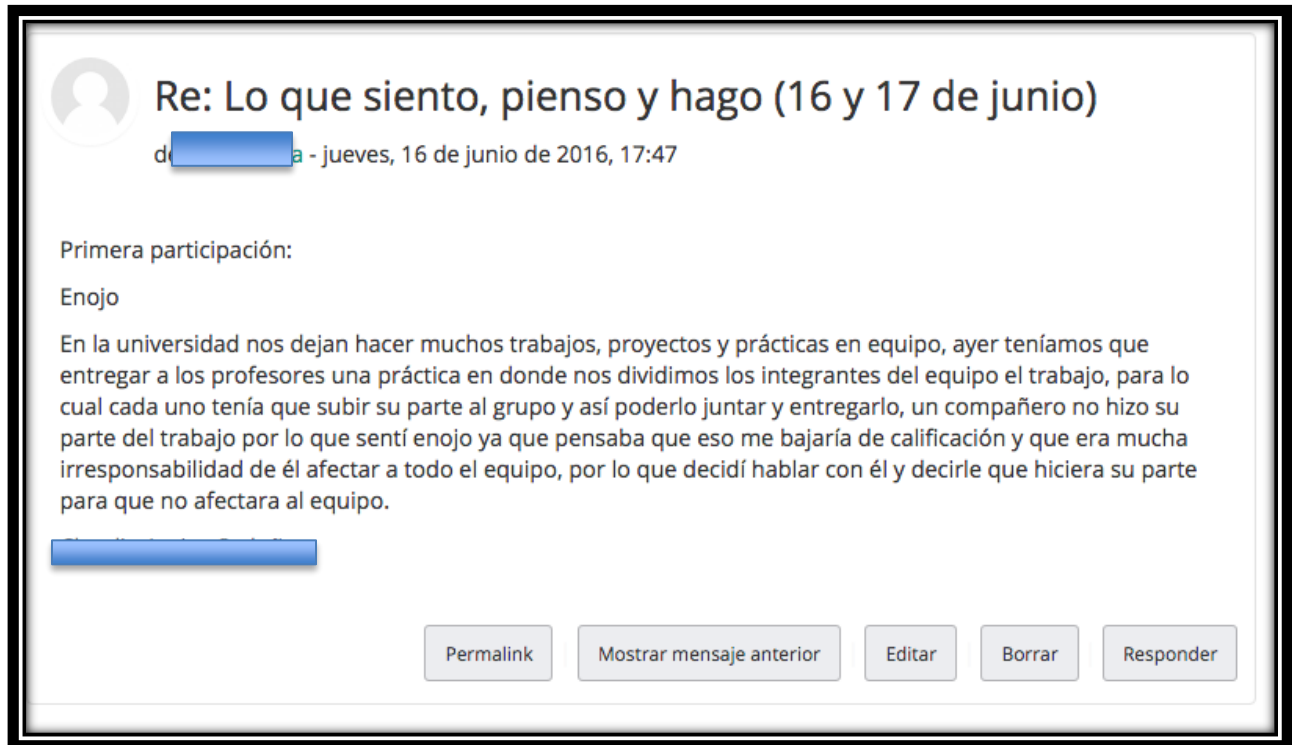 Re: Lo que siento, pienso y hago (16 y 17 de junio)
a - jueves, 16 de junio de 2016, 17:47
Primera participación:
Enojo
En la universidad nos dejan hacer muchos trabajos, proyectos y prácticas en equipo, ayer teníamos que
entregar a los profesores una práctica en donde nos dividimos los integrantes del equipo el trabajo, para lo
cual cada uno tenía que subir su parte al grupo y así poderlo juntar y entregarlo, un compañero no hizo su
parte del trabajo por lo que sentí enojo ya que pensaba que eso me bajaría de calificación y que era mucha
irresponsabilidad de él afectar a todo el equipo, por lo que decidí hablar con él y decirle que hiciera su parte
para que no afectara al equipo.
Permalink Mostrar mensaje anterior Editar Borrar Responder